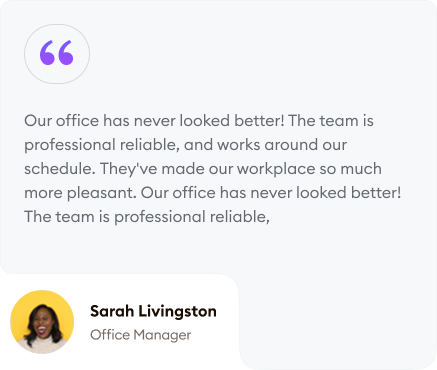 “
Our office has never looked better! The team is
professional reliable, and works around our
schedule. They've made our workplace so much
more pleasant. Our office has never looked better!
The team is professional reliable,
Sarah Livingston
Office Manager